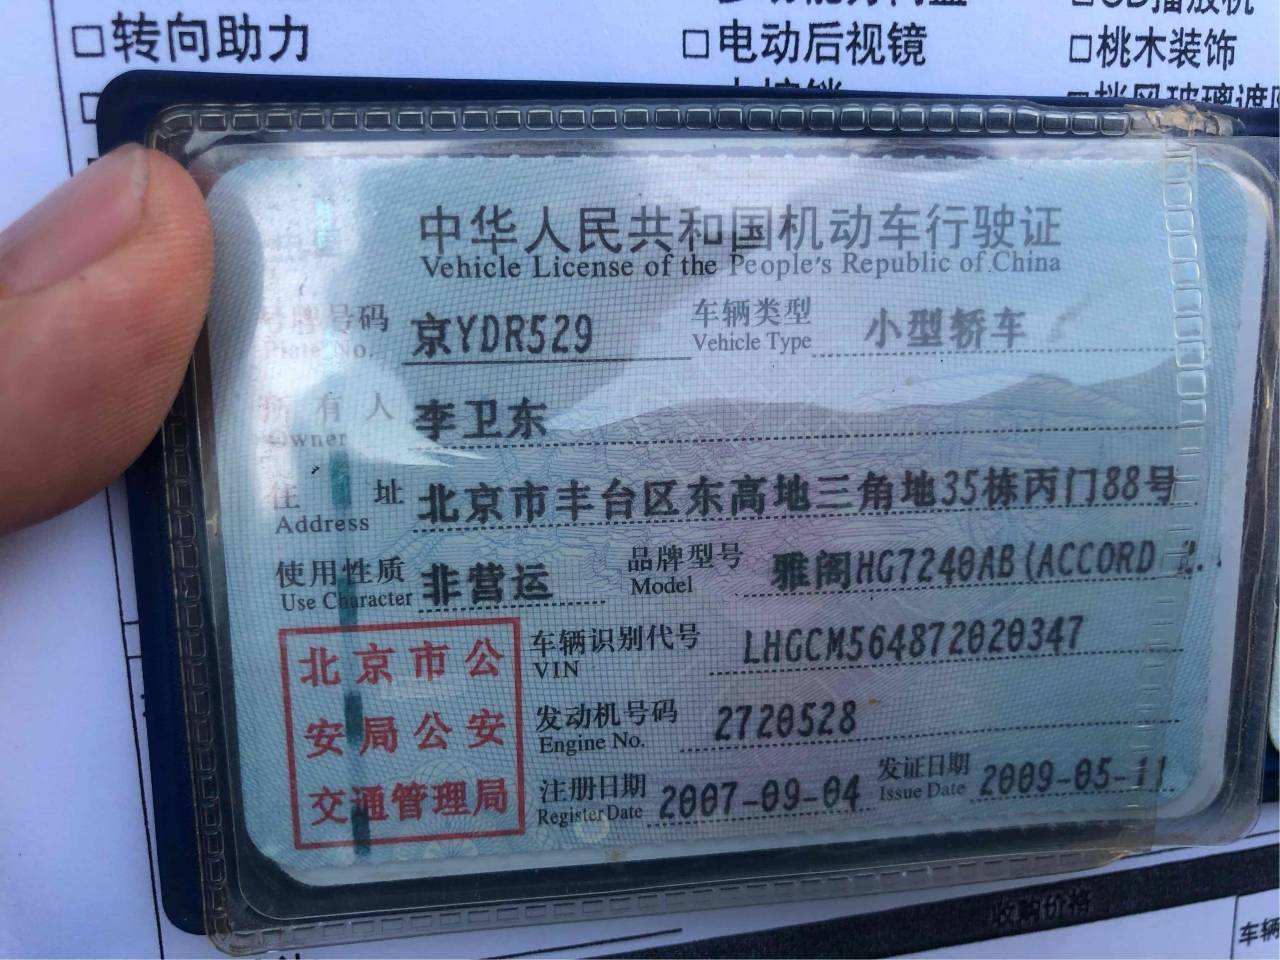 □转向助力
□电动后视镜
□桃木装饰
中华人民共和国机动车行驶证
Vehicle License of the People's Republic of China
号牌号码 京YDR529 车辆类型 小型轿车
Plate No. Vehicle Type
所有人 李卫东
Owner
住址 北京市丰台区东高地三角地35栋丙门88号
Address
使用性质 非营运 品牌型号 雅阁HG7240AB(ACCORD 2.
Use Character Model
北京市公
安局公安
交通管理局
车辆识别代号 LHGCM564872020347
VIN
发动机号码 2720528
Engine No.
注册日期 2007-09-04 发证日期 2009-05-11
Register Date Issue Date
收购价格
车辆